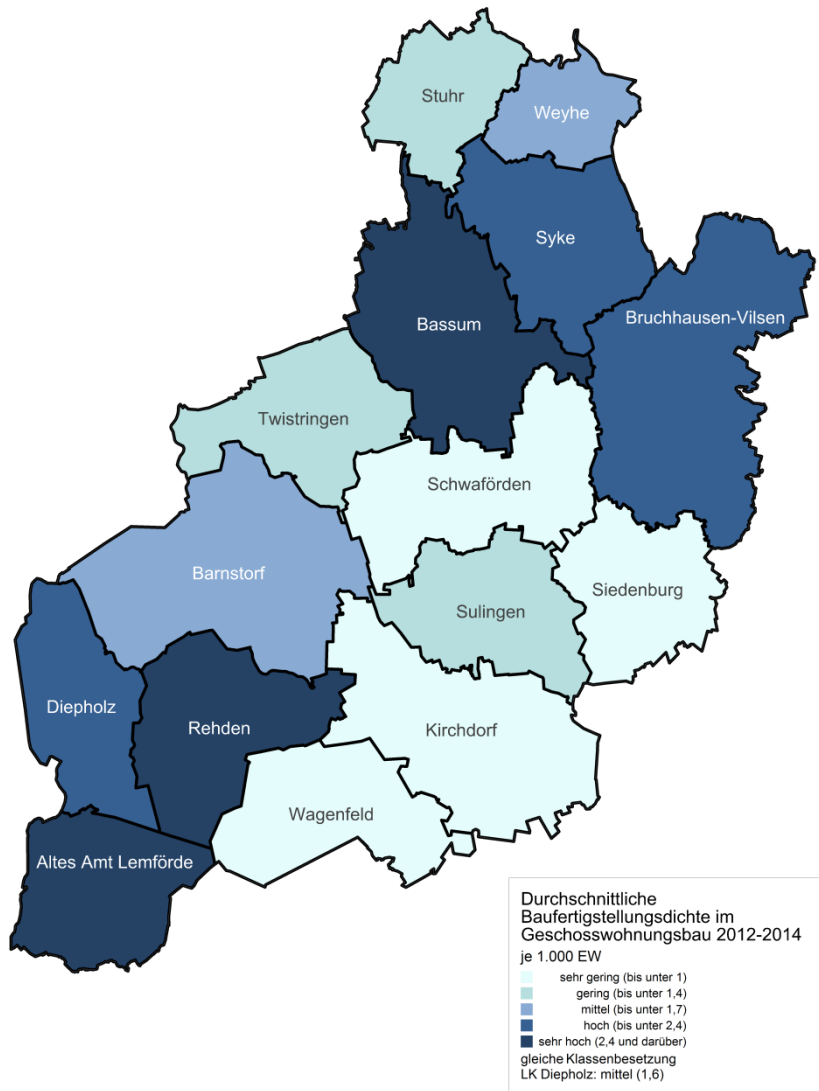 Stuhr
Weyhe
Syke
Bruchhausen-Vilsen
Bassum
Twistringen
Schwaförden
Barnstorf
Siedenburg
Sulingen
Diepholz
Rehden
Kirchdorf
Wagenfeld
Altes Amt Lemförde
Durchschnittliche
Baufertigstellungsdichte im
Geschosswohnungsbau 2012-2014
je 1.000 EW
sehr gering (bis unter 1)
gering (bis unter 1,4)
mittel (bis unter 1,7)
hoch (bis unter 2,4)
sehr hoch (2,4 und darüber)
gleiche Klassenbesetzung
LK Diepholz: mittel (1,6)